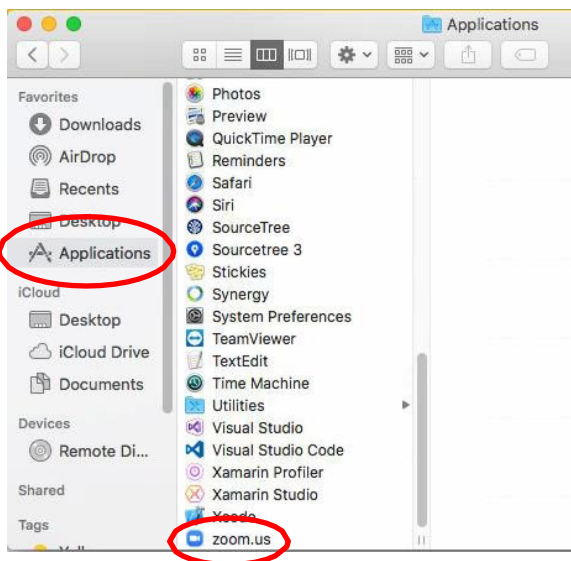 Applications
Favorites
Downloads
AirDrop
Recents
Desktop
Applications
iCloud
Desktop
iCloud Drive
Documents
Devices
Remote Di...
Shared
Tags
Photos
Preview
QuickTime Player
Reminders
Safari
Siri
SourceTree
Sourcetree 3
Stickies
Synergy
System Preferences
TeamViewer
TextEdit
Time Machine
Utilities
Visual Studio
Visual Studio Code
Xamarin Profiler
Xamarin Studio
Xcode
zoom.us